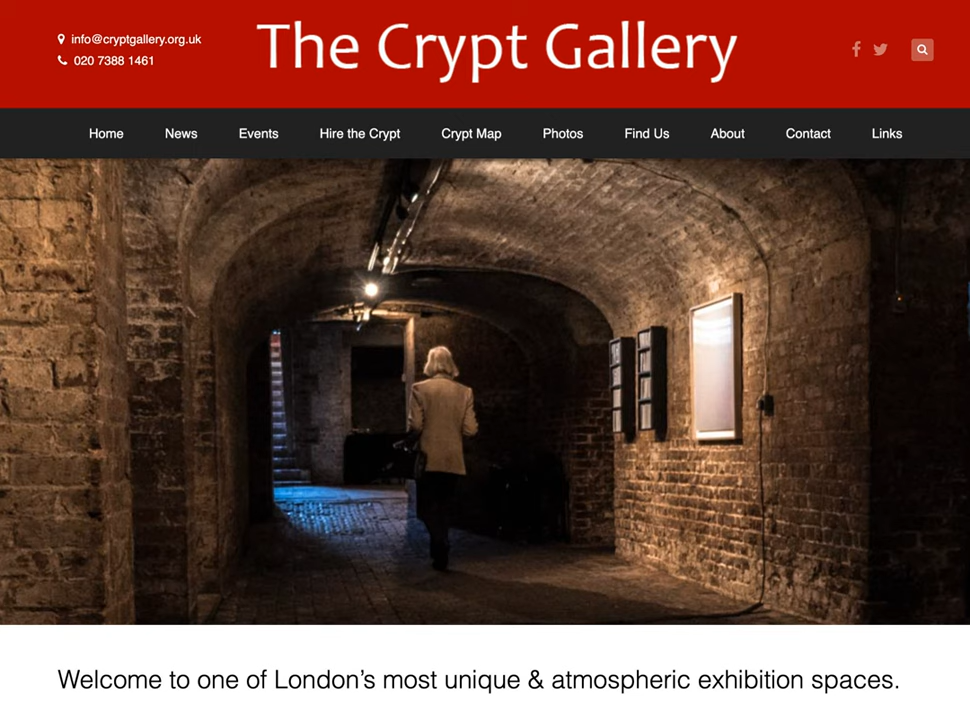 info@cryptgallery.org.uk
020 7388 1461
The Crypt Gallery
Home News Events Hire the Crypt Crypt Map Photos Find Us About Contact Links
Welcome to one of London’s most unique & atmospheric exhibition spaces.